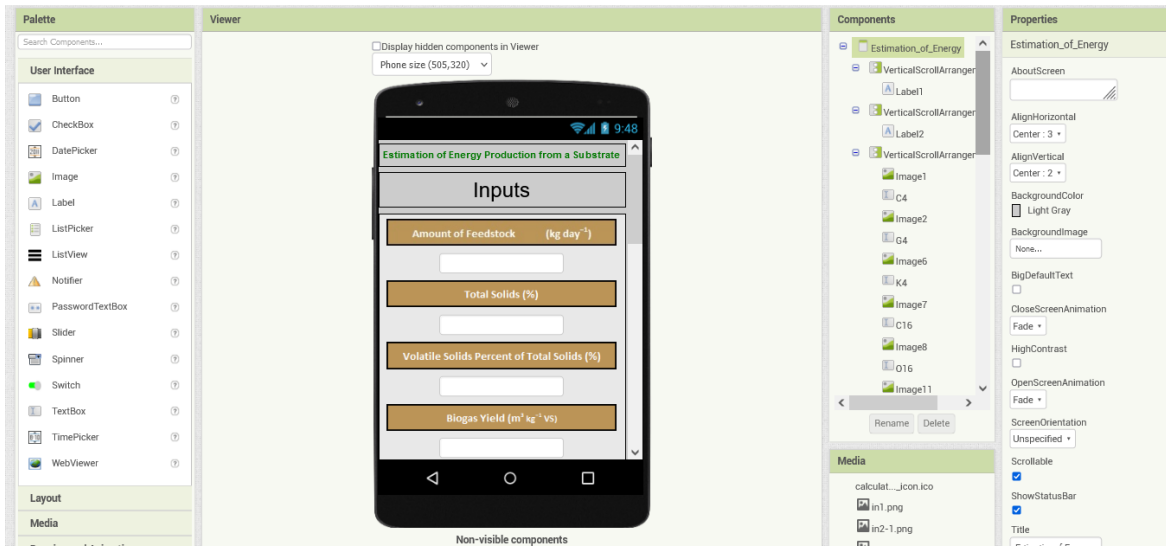 Palette
Search Components...
User Interface
Button
CheckBox
DatePicker
Image
Label
ListPicker
ListView
Notifier
PasswordTextBox
Slider
Spinner
Switch
TextBox
TimePicker
WebViewer
Layout
Media
Viewer
Display hidden components in Viewer
Phone size (505,320)
9:48
Estimation of Energy Production from a Substrate
Inputs
Amount of Feedstock (kg day⁻¹)
Total Solids (%)
Volatile Solids Percent of Total Solids (%)
Biogas Yield (m³ kg⁻¹ VS)
Non-visible components
Components
Estimation_of_Energy
VerticalScrollArranger
Label1
VerticalScrollArranger
Label2
VerticalScrollArranger
Image1
C4
Image2
G4
Image6
K4
Image7
C16
Image8
O16
Image11
Rename Delete
Media
calculat..._icon.ico
in1.png
in2-1.png
Properties
Estimation_of_Energy
AboutScreen
AlignHorizontal
Center : 3
AlignVertical
Center : 2
BackgroundColor
Light Gray
BackgroundImage
None...
BigDefaultText
CloseScreenAnimation
Fade
HighContrast
OpenScreenAnimation
Fade
ScreenOrientation
Unspecified
Scrollable
ShowStatusBar
Title